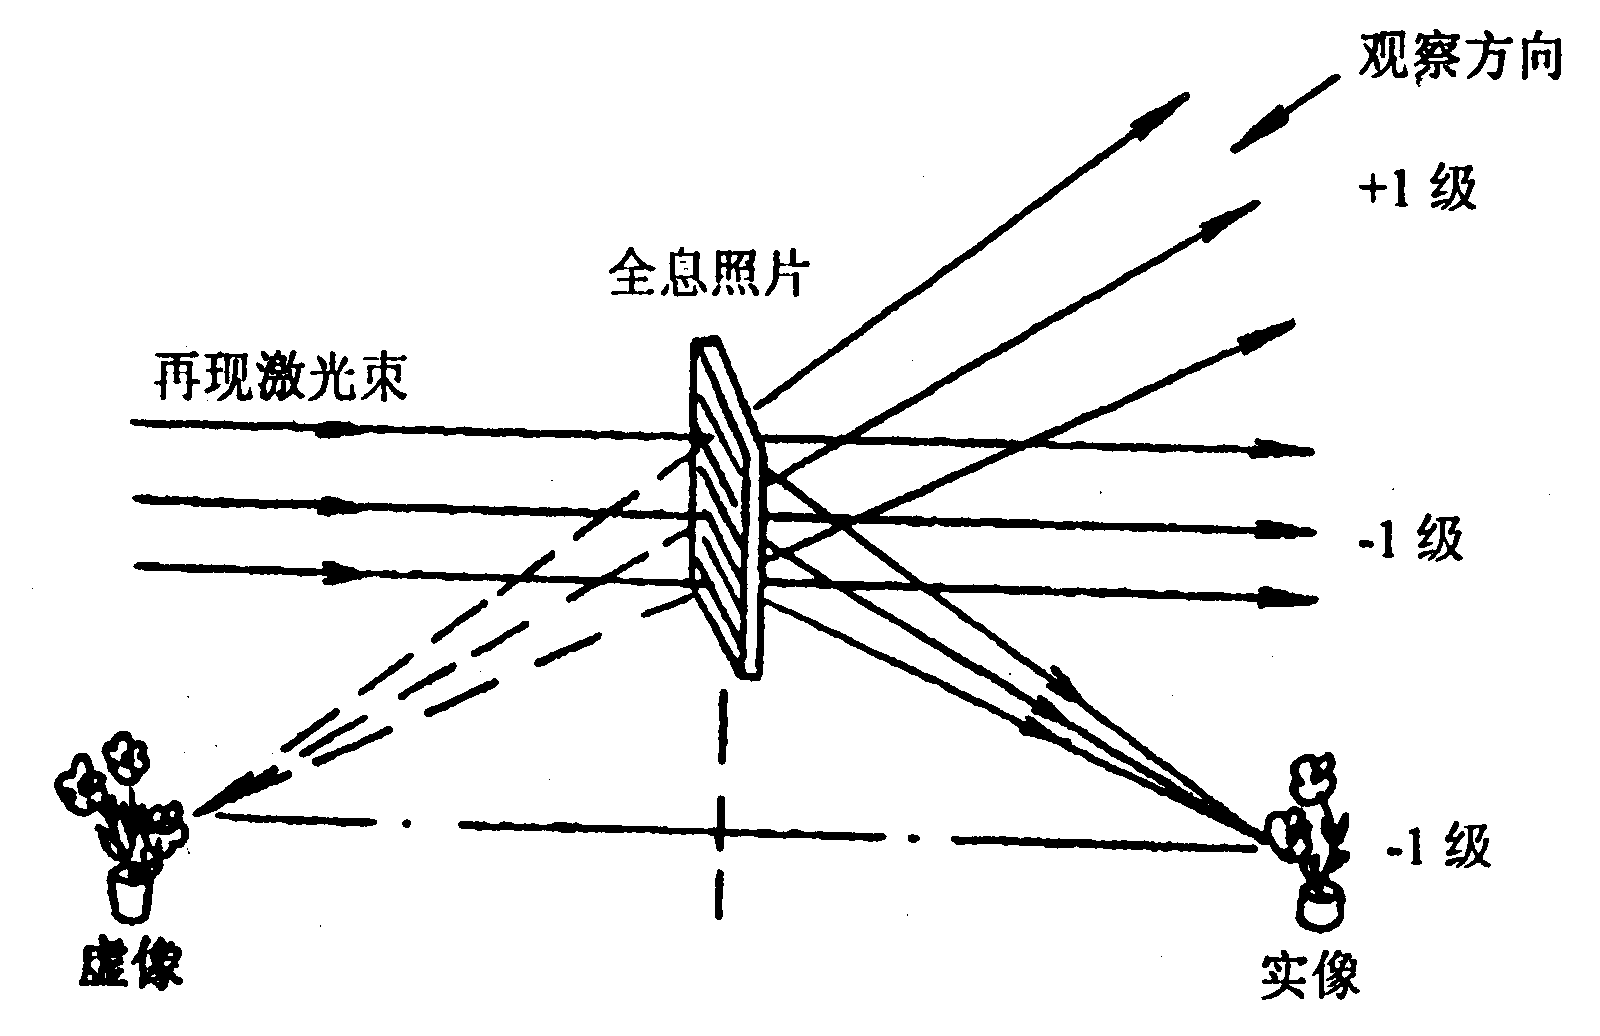 观察方向
+1 级
全息照片
再现激光束
-1 级
-1 级
虚像
实像